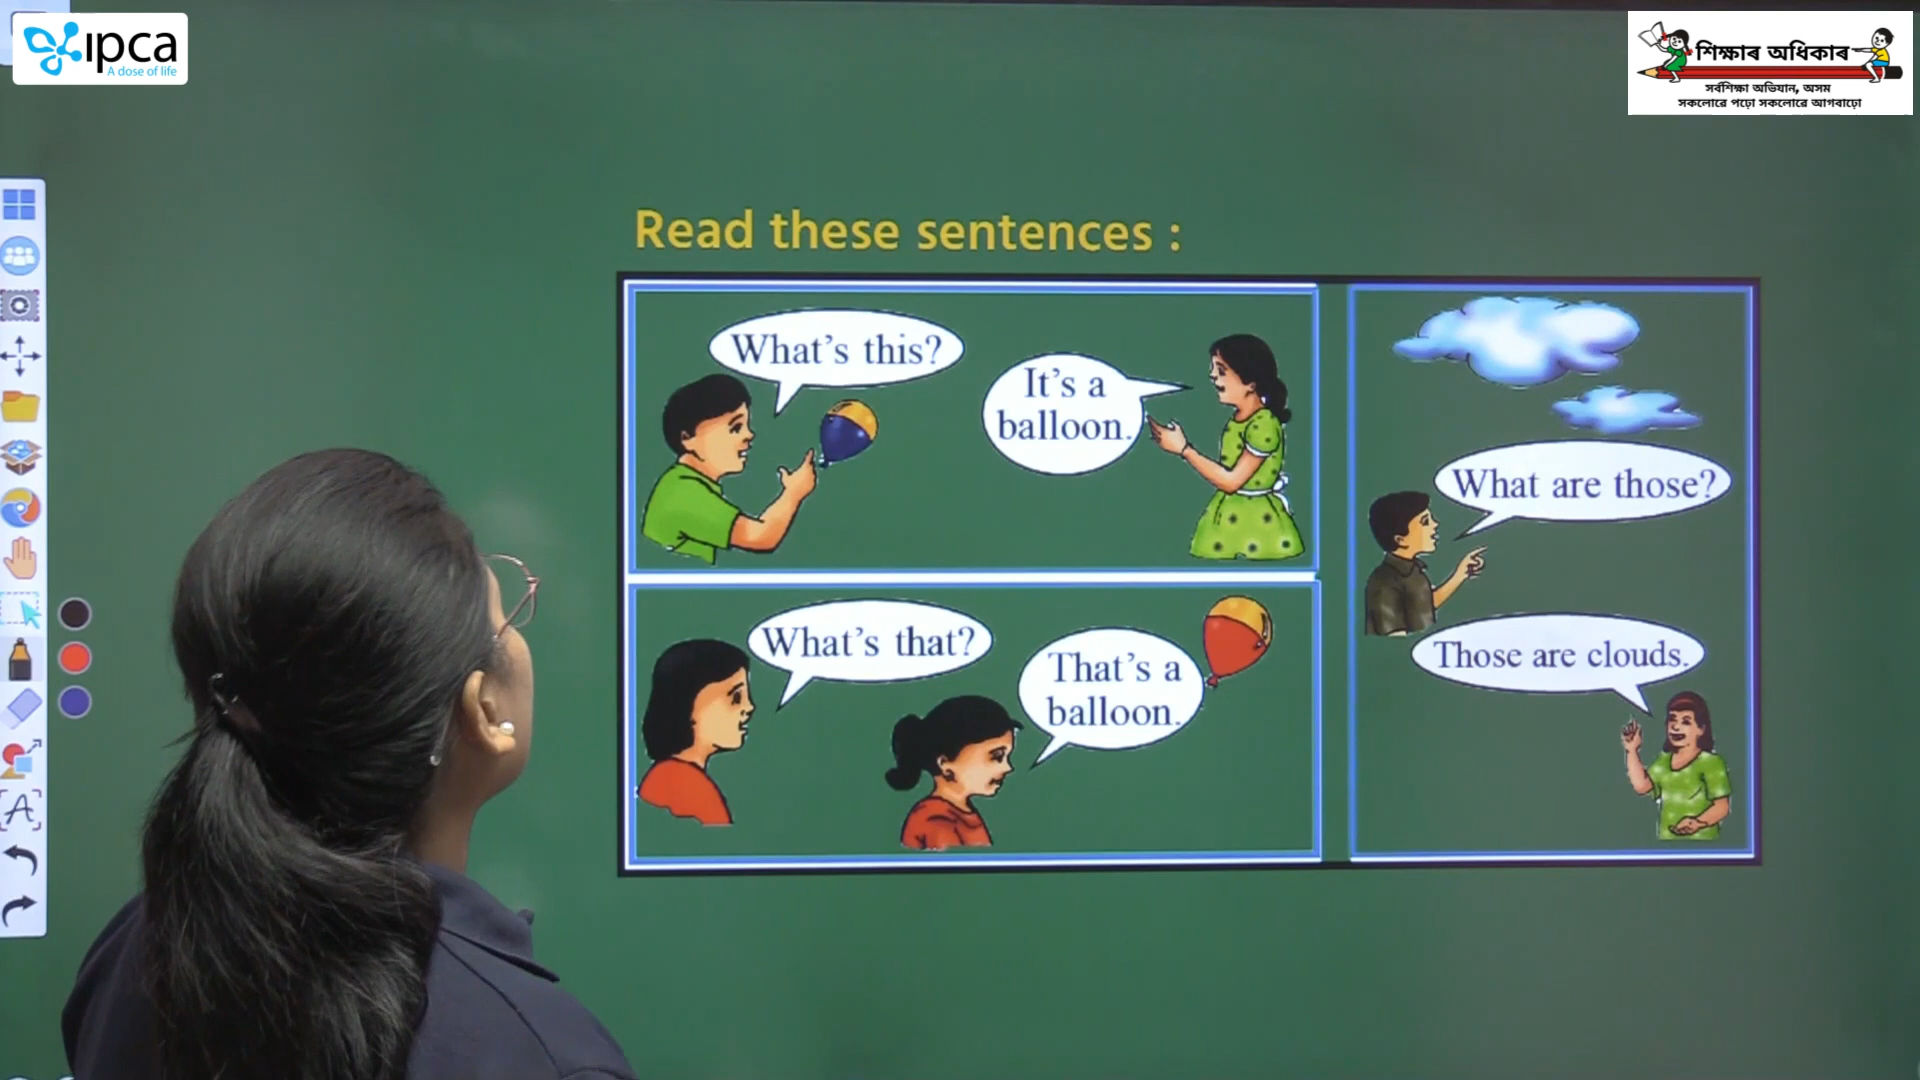 ipca
A dose of life
শিক্ষাৰ অধিকাৰ
সৰ্বশিক্ষা অভিযান, অসম
সকলোৱে পঢ়ো সকলোৱে আগবাঢ়ো
Read these sentences :
What's this?
It's a
balloon.
What's that?
That's a
balloon.
What are those?
Those are clouds.